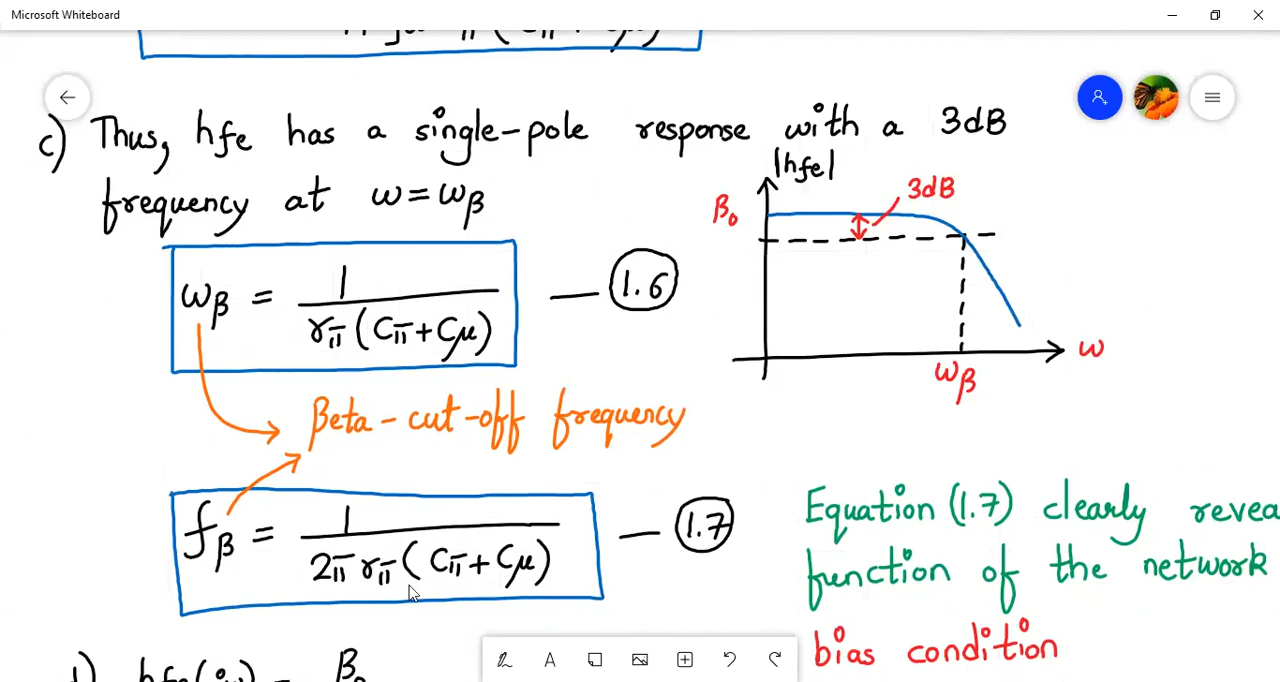 Microsoft Whiteboard
c) Thus, hfe has a single-pole response with a 3dB
frequency at ω = ωβ
|hfe|
3dB
β₀
ωβ = 1 / rπ (Cπ + Cμ) — 1.6
ω
ωβ
Beta-cut-off frequency
fβ = 1 / 2π rπ (Cπ + Cμ) — 1.7
Equation (1.7) clearly revea
function of the network
bias condition
β₀